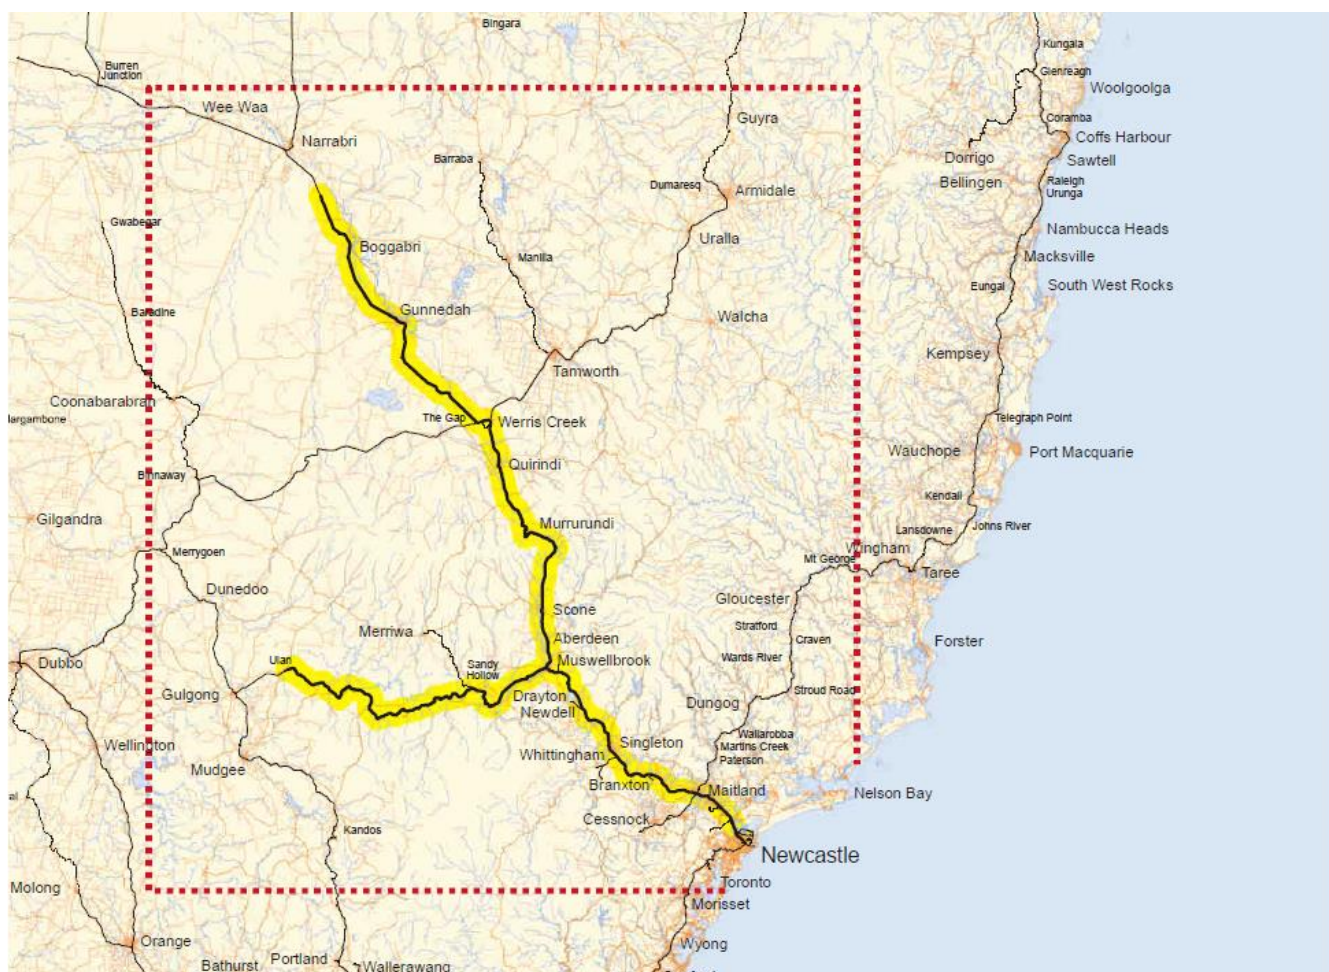 Bingara
Kungala
Burren
Junction
Glenreagh
Woolgoolga
Wee Waa
Guyra
Coramba
Narrabri
Coffs Harbour
Barraba
Dorrigo
Sawtell
Dumaresq
Armidale
Bellingen
Raleigh
Urunga
Gwabegar
Uralla
Nambucca Heads
Boggabri
Manilla
Macksville
Eungai
South West Rocks
Baradine
Gunnedah
Walcha
Kempsey
Tamworth
Coonabarabran
The Gap
Werris Creek
Telegraph Point
Wauchope
Port Macquarie
Quirindi
Binnaway
Kendall
Gilgandra
Murrurundi
Lansdowne
Johns River
Merrygoen
Mt George
Wingham
Taree
Dunedoo
Gloucester
Scone
Stratford
Merriwa
Aberdeen
Craven
Forster
Ulan
Sandy
Hollow
Muswellbrook
Wards River
Dubbo
Gulgong
Drayton
Newdell
Dungog
Stroud Road
Wallarobba
Wellington
Singleton
Martins Creek
Whittingham
Paterson
Mudgee
Branxton
Maitland
Nelson Bay
Cessnock
Kandos
Newcastle
Molong
Toronto
Morisset
Orange
Wyong
Bathurst
Portland
Wallerawang